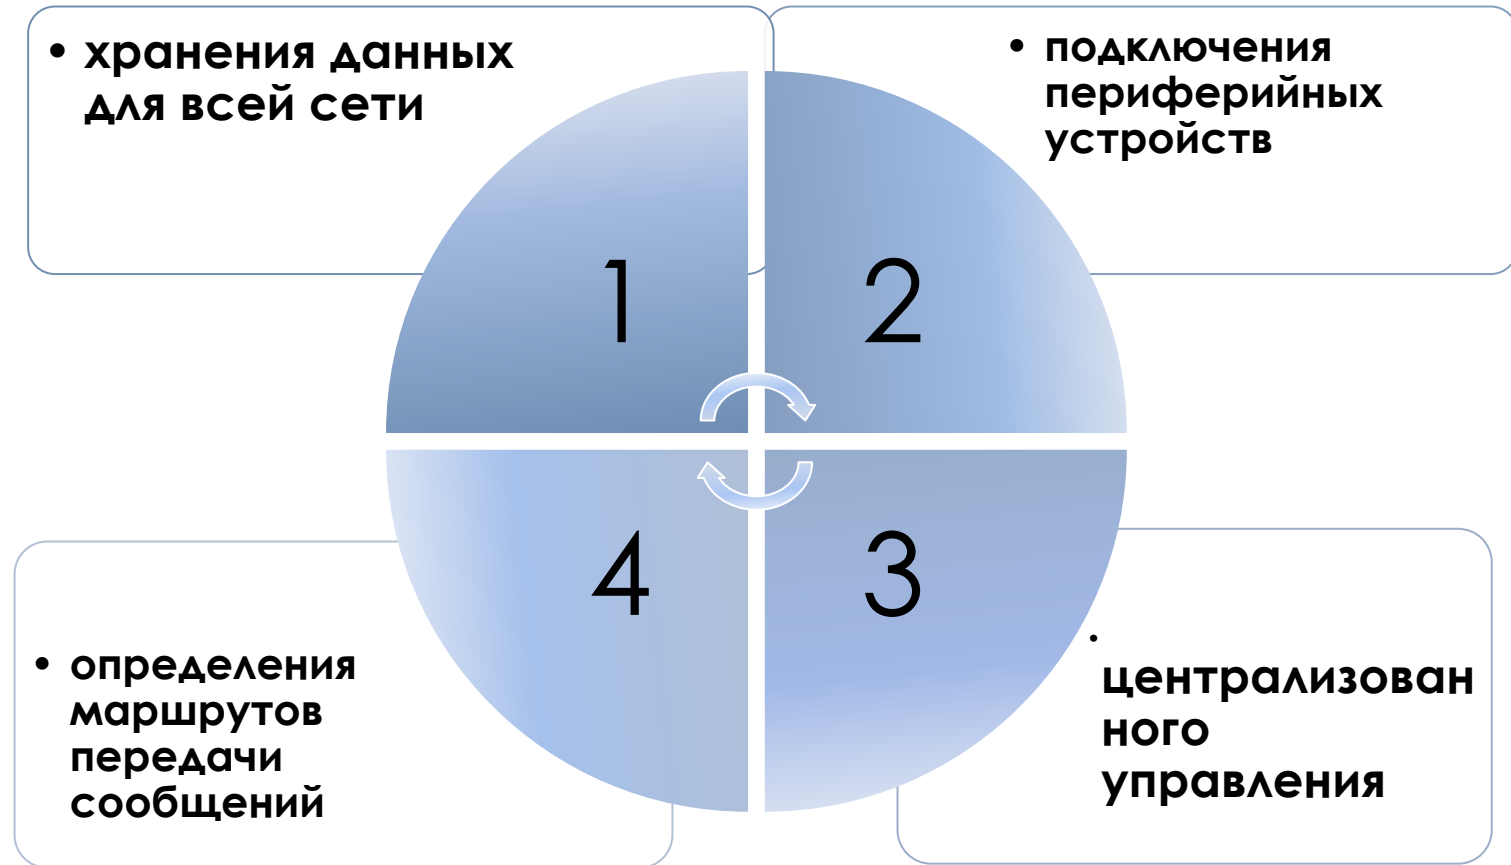 • хранения данных
для всей сети
• подключения
периферийных
устройств
1
2
4
3
• определения
маршрутов
передачи
сообщений
•
централизован
ного
управления